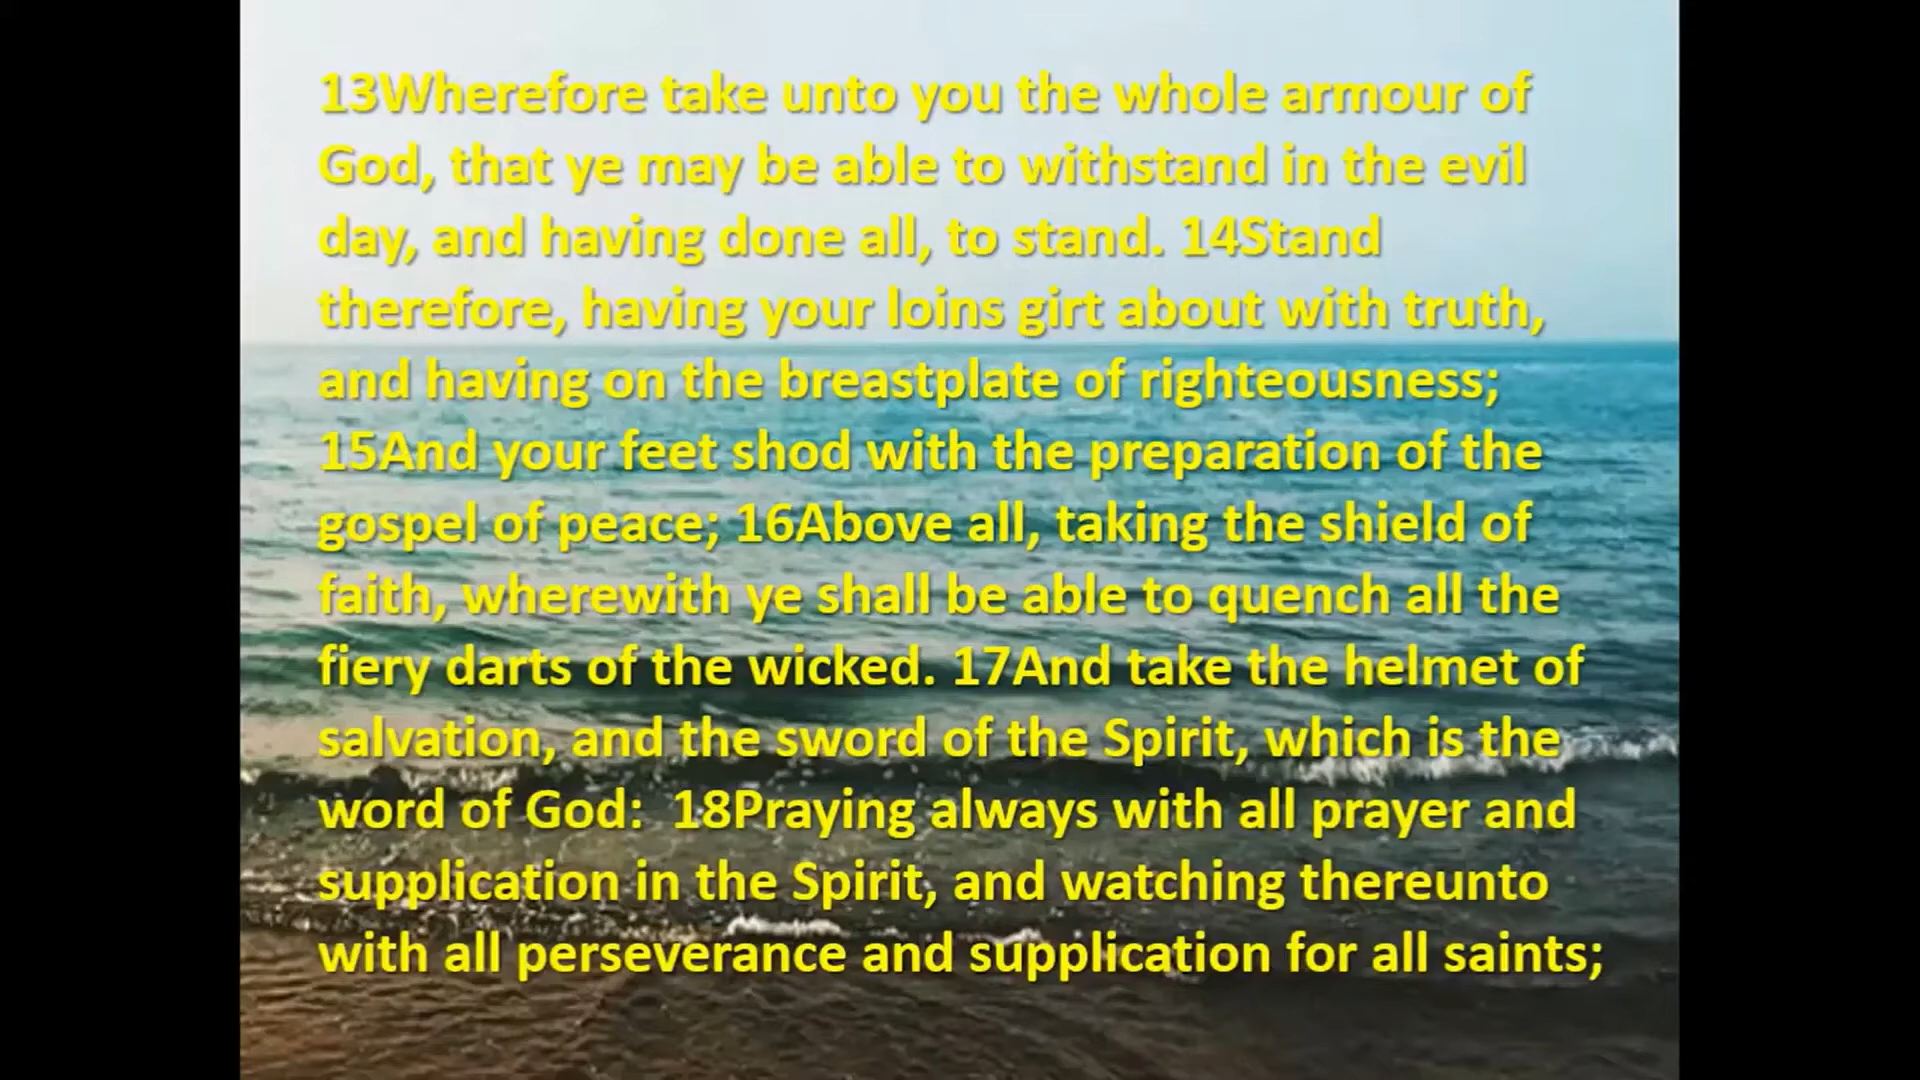 13Wherefore take unto you the whole armour of
God, that ye may be able to withstand in the evil
day, and having done all, to stand. 14Stand
therefore, having your loins girt about with truth,
and having on the breastplate of righteousness;
15And your feet shod with the preparation of the
gospel of peace; 16Above all, taking the shield of
faith, wherewith ye shall be able to quench all the
fiery darts of the wicked. 17And take the helmet of
salvation, and the sword of the Spirit, which is the
word of God:  18Praying always with all prayer and
supplication in the Spirit, and watching thereunto
with all perseverance and supplication for all saints;